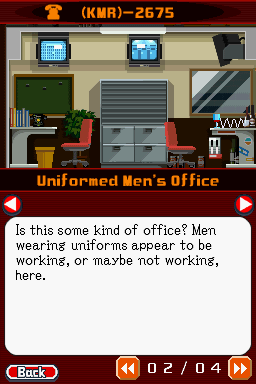 (KMR)-2675
Uniformed Men's Office
Is this some kind of office? Men
wearing uniforms appear to be
working, or maybe not working,
here.
Back
02/04